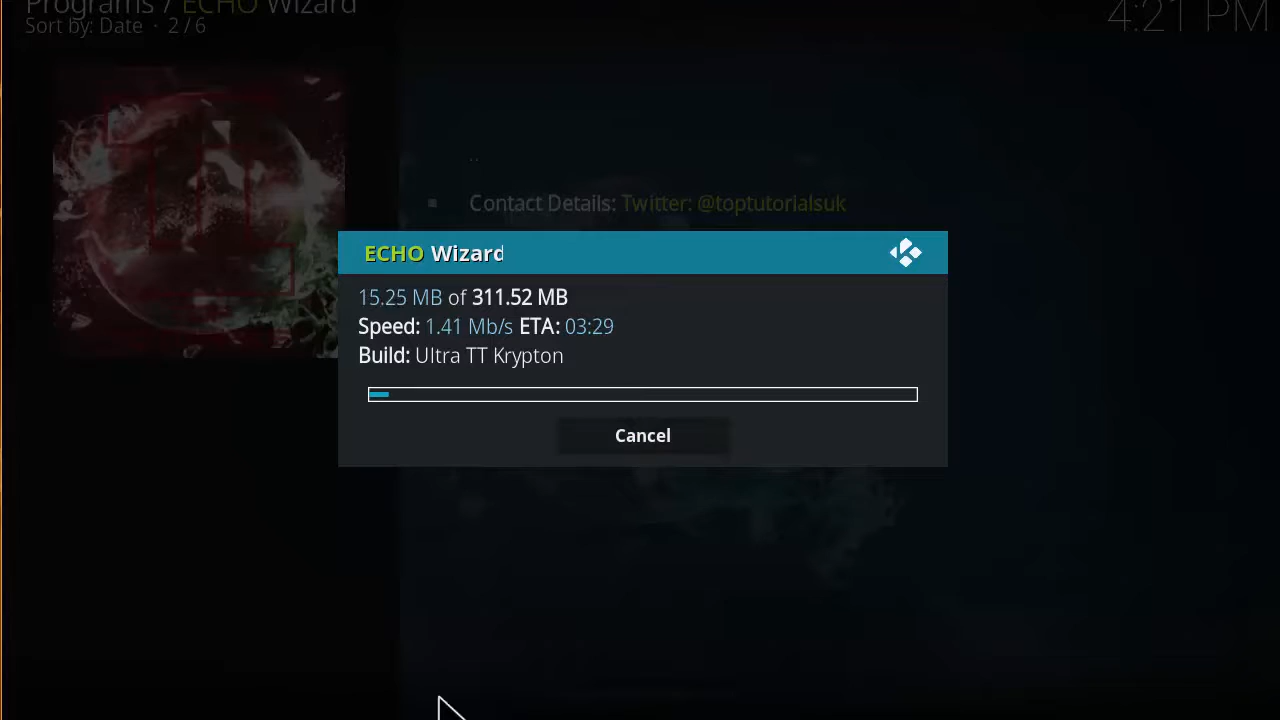 Programs / ECHO Wizard
Sort by: Date · 2 / 6
4:21 PM
..
Contact Details: Twitter: @toptutorialsuk
ECHO Wizard
15.25 MB of 311.52 MB
Speed: 1.41 Mb/s ETA: 03:29
Build: Ultra TT Krypton
Cancel